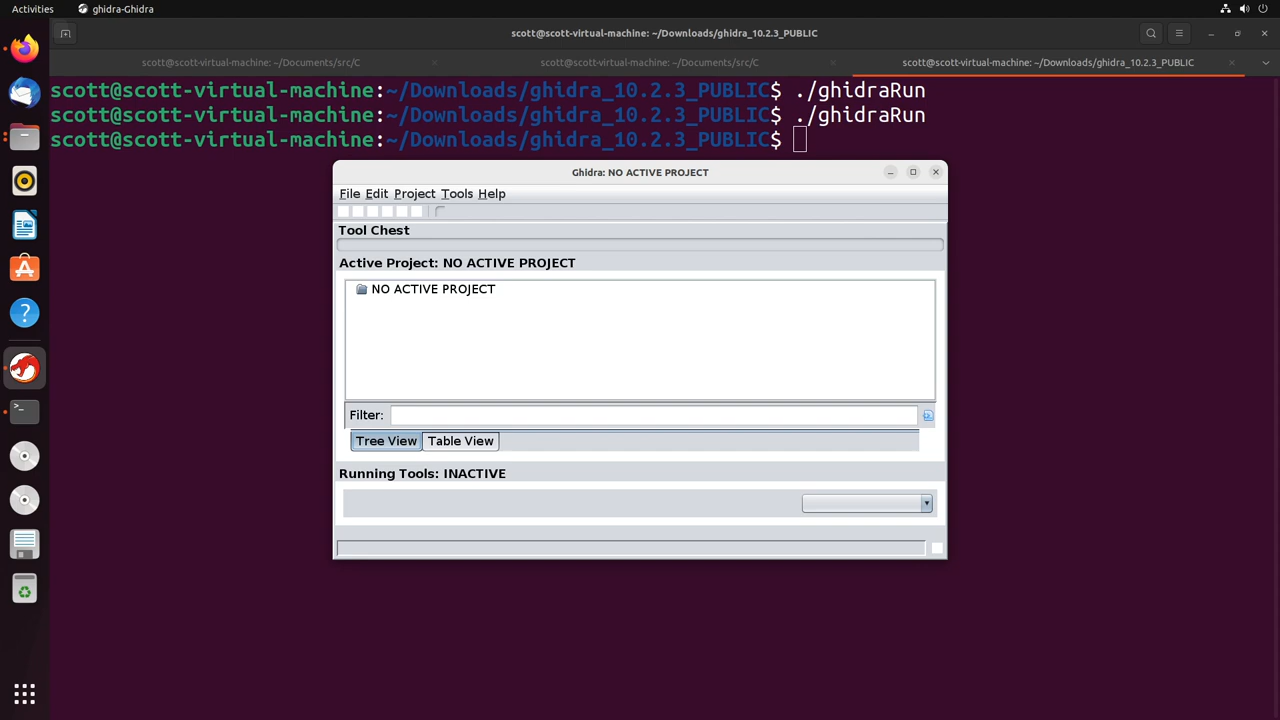 Activities ghidra-Ghidra
scott@scott-virtual-machine: ~/Downloads/ghidra_10.2.3_PUBLIC
scott@scott-virtual-machine: ~/Documents/src/C scott@scott-virtual-machine: ~/Documents/src/C scott@scott-virtual-machine: ~/Downloads/ghidra_10.2.3_PUBLIC
scott@scott-virtual-machine:~/Downloads/ghidra_10.2.3_PUBLIC$ ./ghidraRun
scott@scott-virtual-machine:~/Downloads/ghidra_10.2.3_PUBLIC$ ./ghidraRun
scott@scott-virtual-machine:~/Downloads/ghidra_10.2.3_PUBLIC$
Ghidra: NO ACTIVE PROJECT
File Edit Project Tools Help
Tool Chest
Active Project: NO ACTIVE PROJECT
NO ACTIVE PROJECT
Filter:
Tree View Table View
Running Tools: INACTIVE